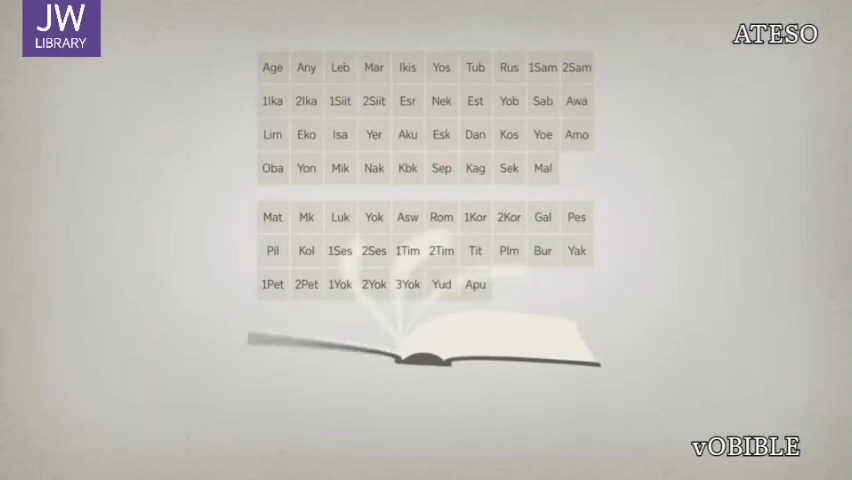 JW
LIBRARY
ATESO
Age Any Leb Mar Ikis Yos Tub Rus 1Sam 2Sam
1Ika 2Ika 1Siit 2Siit Esr Nek Est Yob Sab Awa
Lim Eko Isa Yer Aku Esk Dan Kos Yoe Amo
Oba Yon Mik Nak Kbk Sep Kag Sek Mal
Mat Mk Luk Yok Asw Rom 1Kor 2Kor Gal Pes
Pil Kol 1Ses 2Ses 1Tim 2Tim Tit Plm Bur Yak
1Pet 2Pet 1Yok 2Yok 3Yok Yud Apu
vOBIBLE